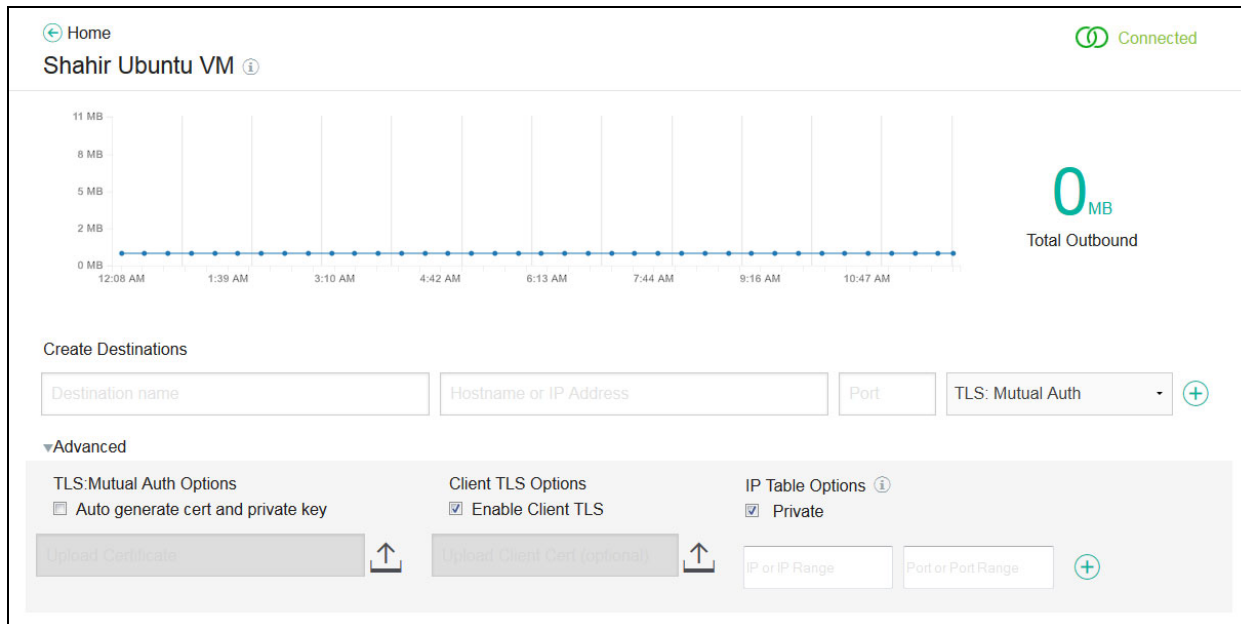 Home
Connected
Shahir Ubuntu VM
11 MB
8 MB
5 MB
2 MB
0 MB
12:08 AM 1:39 AM 3:10 AM 4:42 AM 6:13 AM 7:44 AM 9:16 AM 10:47 AM
0 MB
Total Outbound
Create Destinations
Destination name Hostname or IP Address Port TLS: Mutual Auth
Advanced
TLS:Mutual Auth Options Client TLS Options IP Table Options
Auto generate cert and private key Enable Client TLS Private
Upload Certificate Upload Client Cert (optional) IP or IP Range Port or Port Range